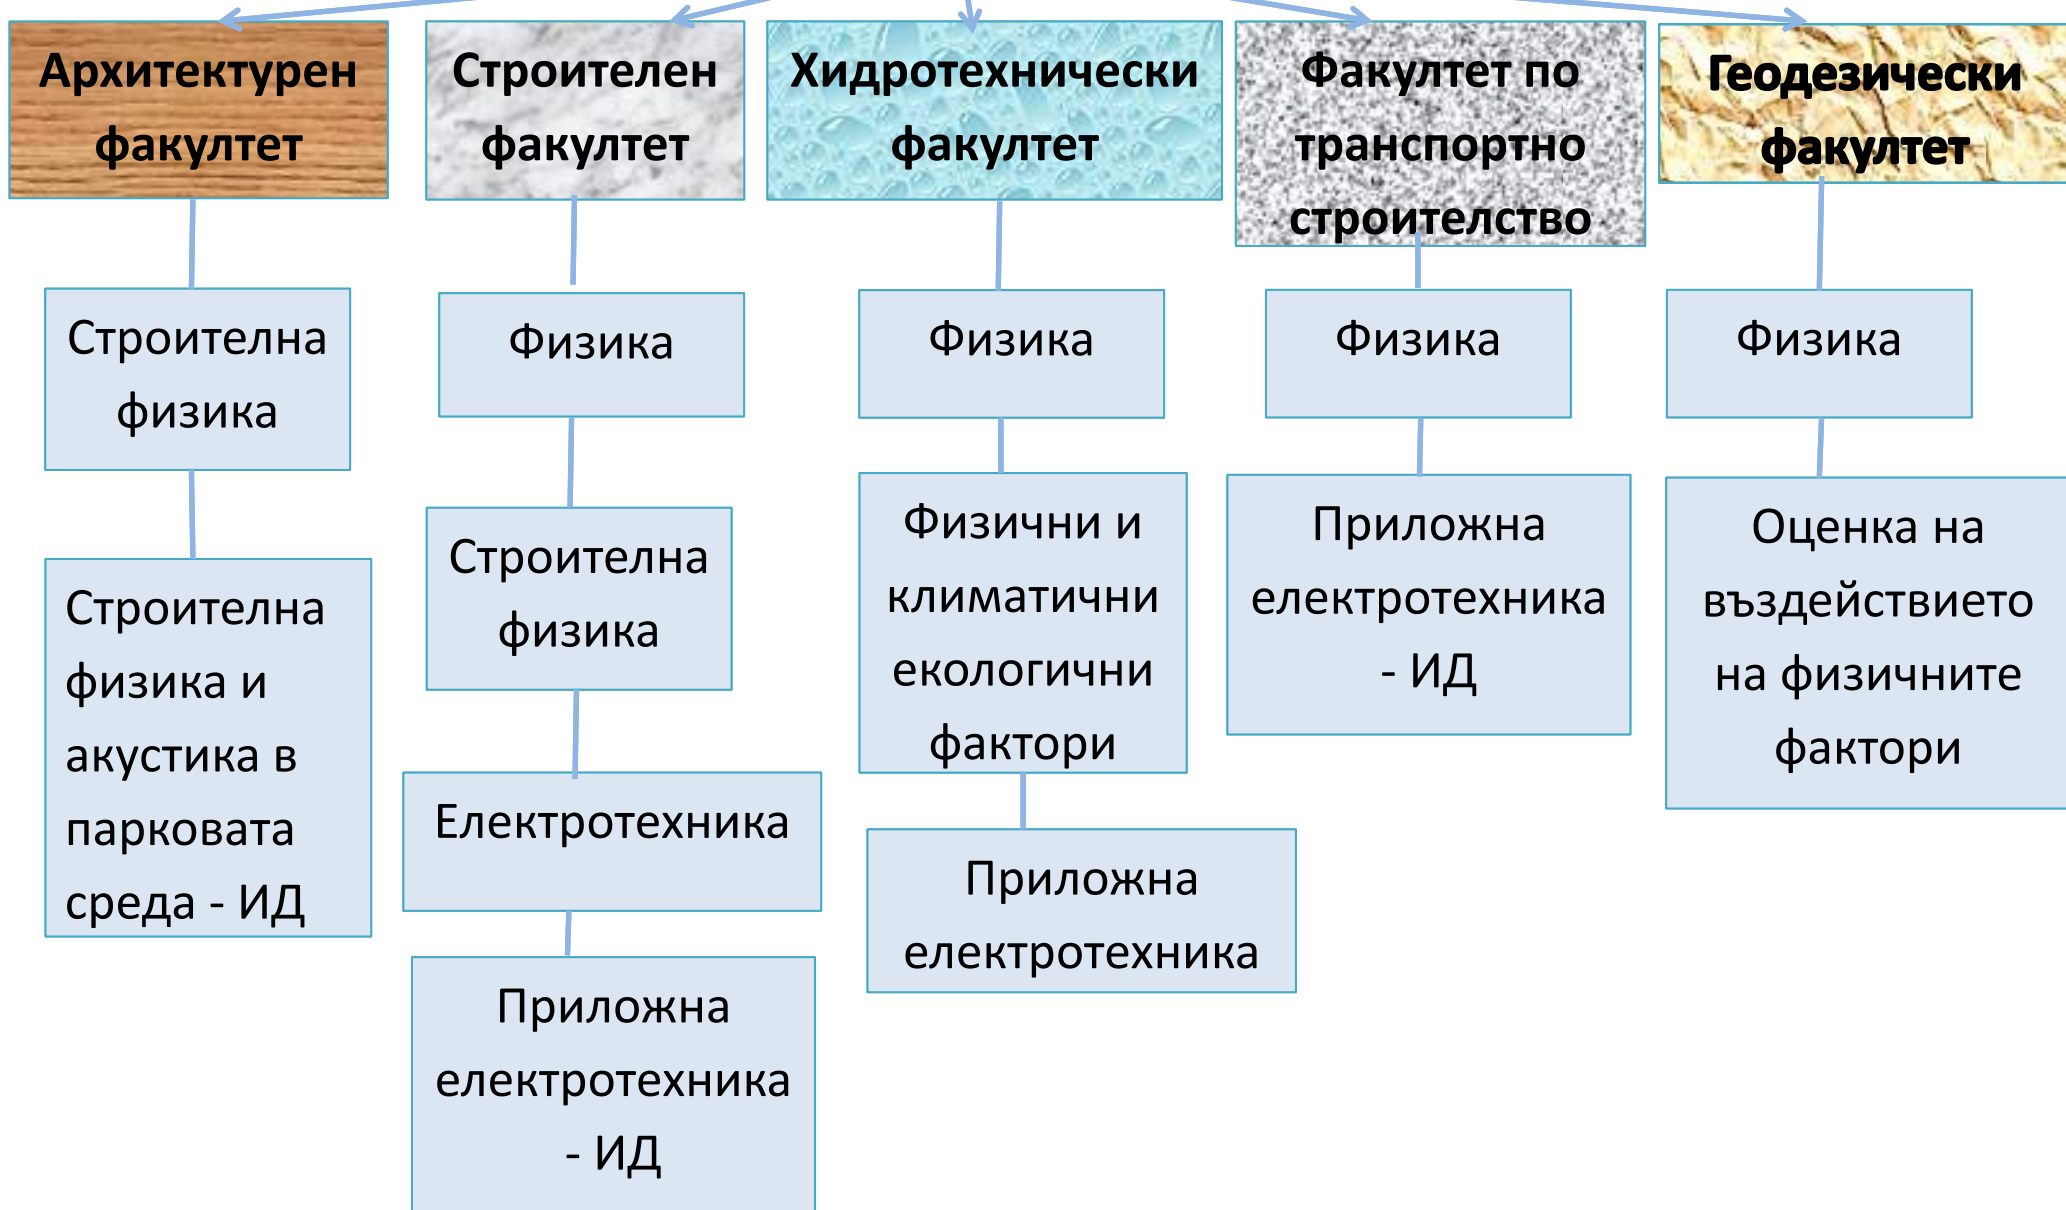 Архитектурен
факултет
Строителна
физика
Строителна
физика и
акустика в
парковата
среда - ИД
Строителен
факултет
Физика
Строителна
физика
Електротехника
Приложна
електротехника
- ИД
Хидротехнически
факултет
Физика
Физични и
климатични
екологични
фактори
Приложна
електротехника
Факултет по
транспортно
строителство
Физика
Приложна
електротехника
- ИД
Геодезически
факултет
Физика
Оценка на
въздействието
на физичните
фактори